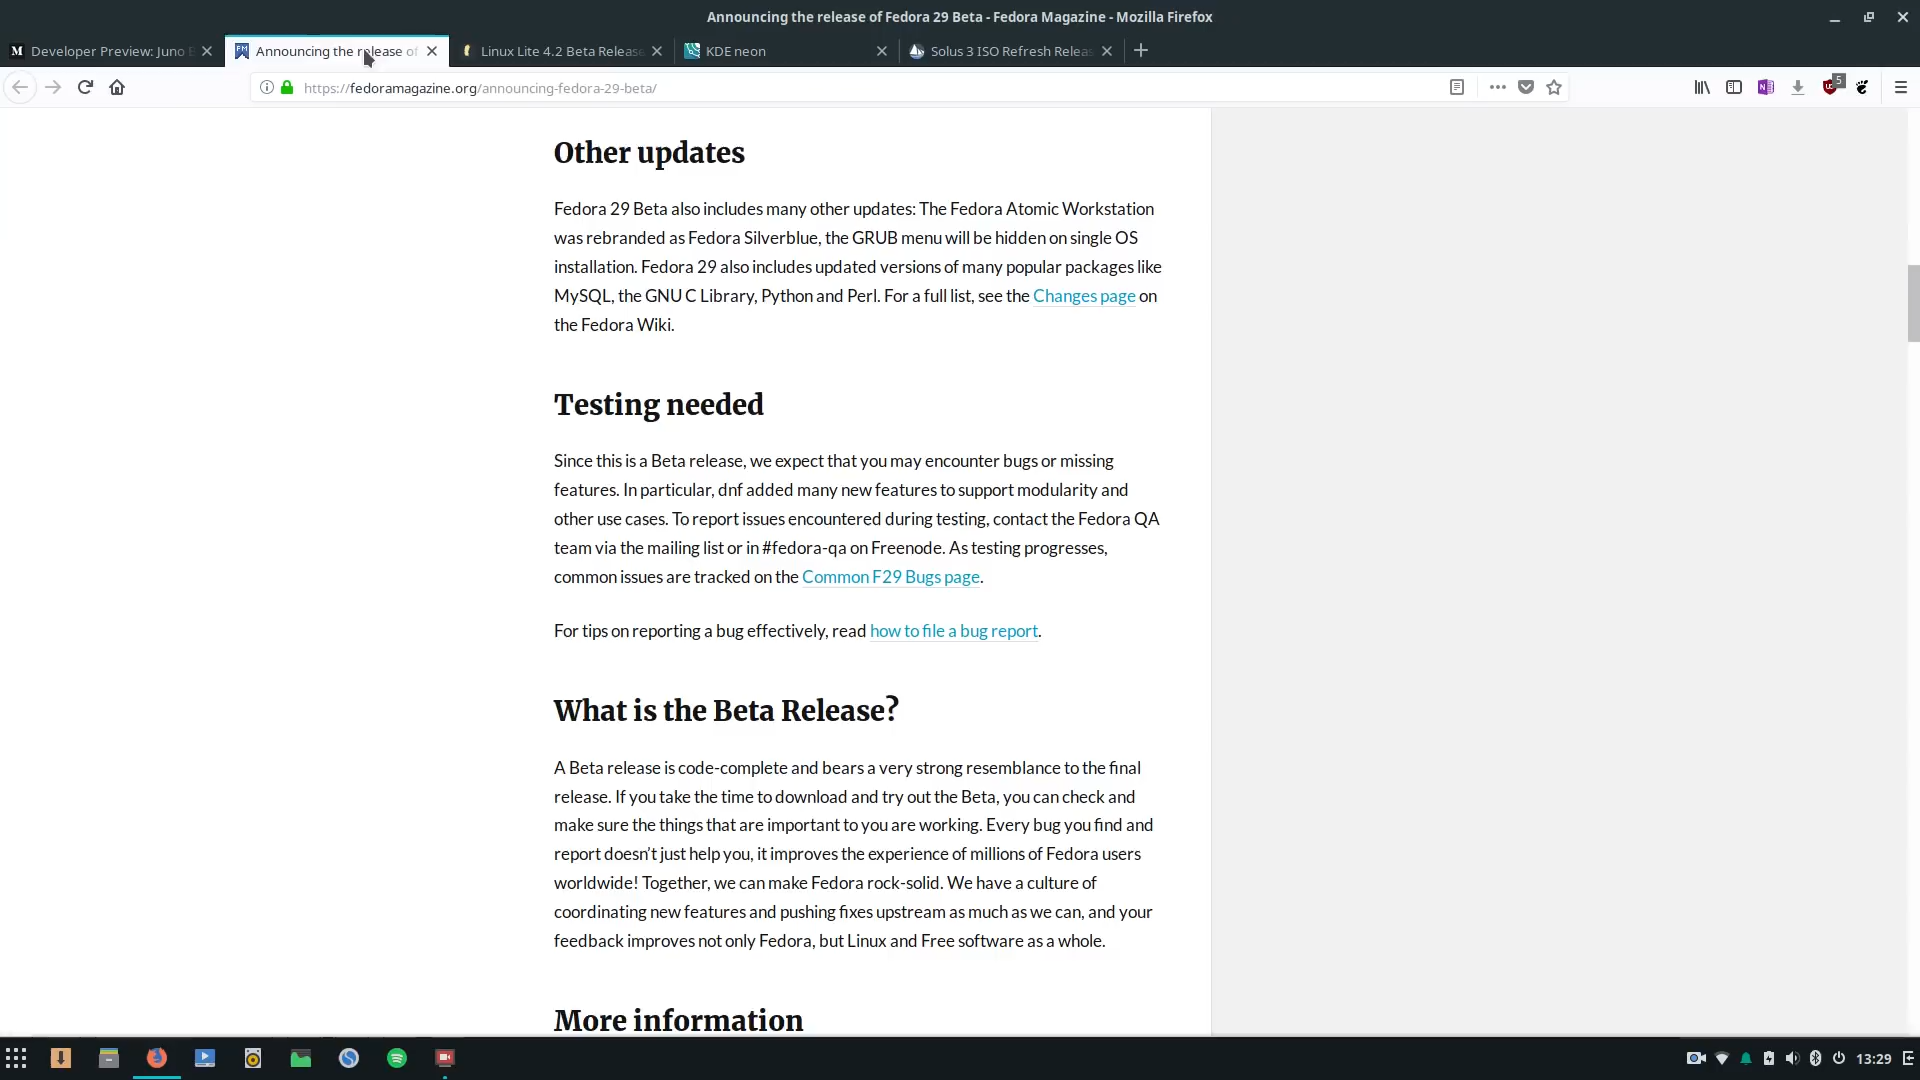 Announcing the release of Fedora 29 Beta - Fedora Magazine - Mozilla Firefox
Developer Preview: Juno
Announcing the release of
Linux Lite 4.2 Beta Release
KDE neon
Solus 3 ISO Refresh Relea
https://fedoramagazine.org/announcing-fedora-29-beta/
5
Other updates
Fedora 29 Beta also includes many other updates: The Fedora Atomic Workstation
was rebranded as Fedora Silverblue, the GRUB menu will be hidden on single OS
installation. Fedora 29 also includes updated versions of many popular packages like
MySQL, the GNU C Library, Python and Perl. For a full list, see the Changes page on
the Fedora Wiki.
Testing needed
Since this is a Beta release, we expect that you may encounter bugs or missing
features. In particular, dnf added many new features to support modularity and
other use cases. To report issues encountered during testing, contact the Fedora QA
team via the mailing list or in #fedora-qa on Freenode. As testing progresses,
common issues are tracked on the Common F29 Bugs page.
For tips on reporting a bug effectively, read how to file a bug report.
What is the Beta Release?
A Beta release is code-complete and bears a very strong resemblance to the final
release. If you take the time to download and try out the Beta, you can check and
make sure the things that are important to you are working. Every bug you find and
report doesn't just help you, it improves the experience of millions of Fedora users
worldwide! Together, we can make Fedora rock-solid. We have a culture of
coordinating new features and pushing fixes upstream as much as we can, and your
feedback improves not only Fedora, but Linux and Free software as a whole.
More information
13:29